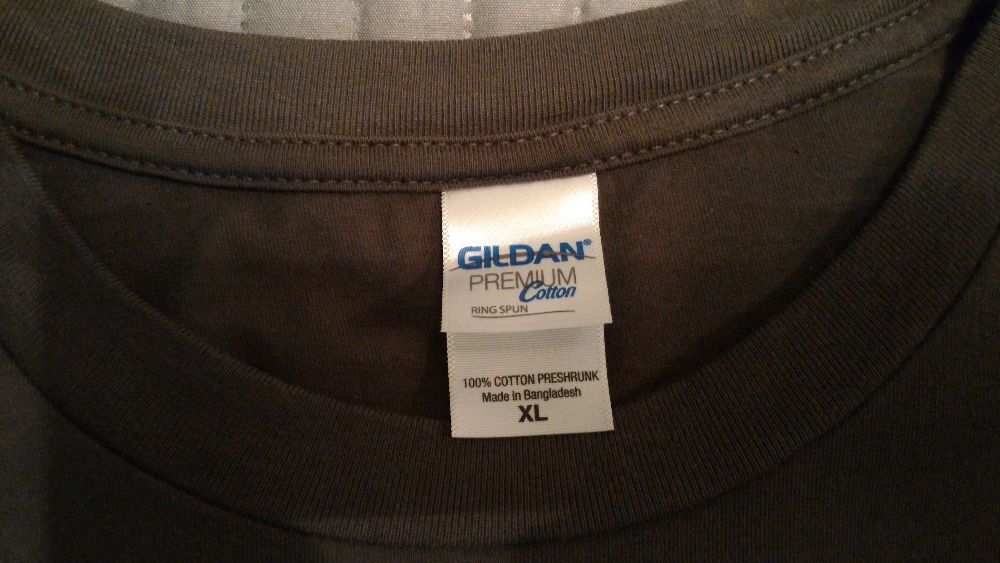 GILDAN®
PREMIUM
Cotton
RING SPUN
100% COTTON PRESHRUNK
Made in Bangladesh
XL